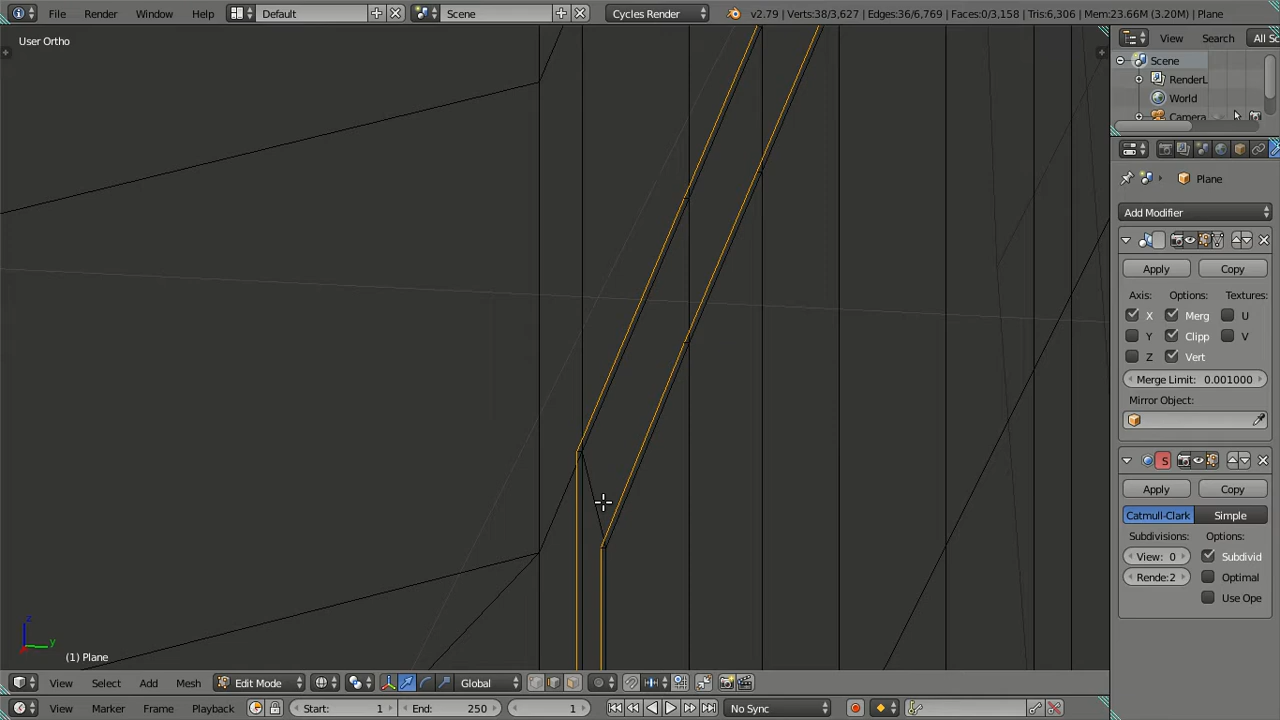 File Render Window Help Default Scene Cycles Render v2.79 | Verts:38/3,627 | Edges:36/6,769 | Faces:0/3,158 | Tris:6,306 | Mem:23.66M (3.20M) | Plane
User Ortho
View Search All Sc
Scene
RenderL
World
Camera
Plane
Add Modifier
Apply Copy
Axis: Options: Textures:
X Merg U
Y Clipp V
Z Vert
Merge Limit: 0.001000
Mirror Object:
S
Apply Copy
Catmull-Clark Simple
Subdivisions: Options:
View: 0 Subdivid
Rende:2 Optimal
Use Ope
z
y
(1) Plane
View Select Add Mesh Edit Mode Global
View Marker Frame Playback Start: 1 End: 250 1 No Sync